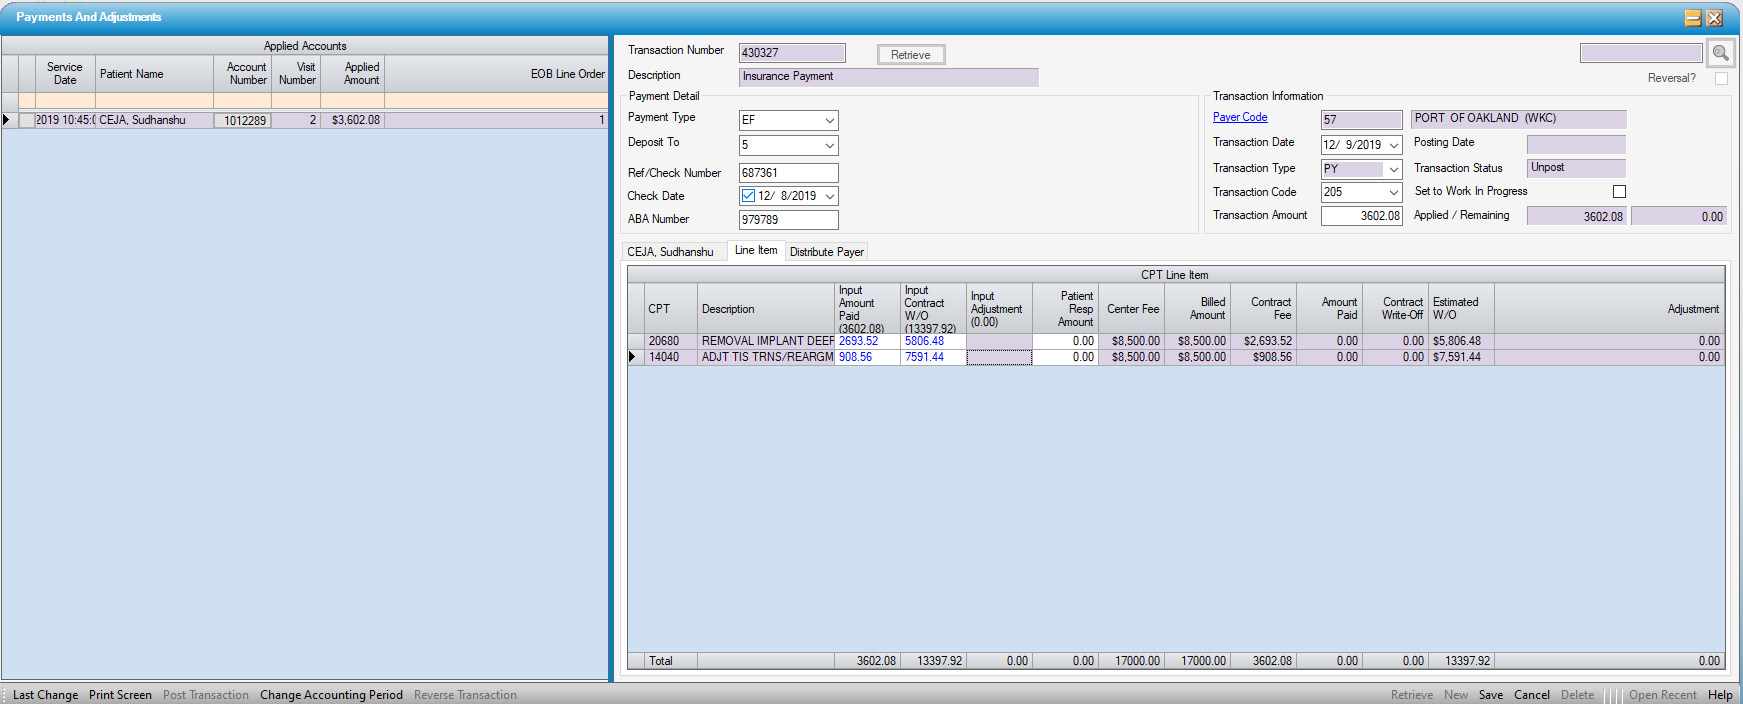 Payments And Adjustments
Applied Accounts
Service Date Patient Name Account Number Visit Number Applied Amount EOB Line Order
2019 10:45:0 CEJA, Sudhanshu 1012289 2 $3,602.08 1
Transaction Number 430327 Retrieve
Description Insurance Payment Reversal?
Payment Detail
Payment Type EF
Deposit To 5
Ref/Check Number 687361
Check Date 12/ 8/2019
ABA Number 979789
Transaction Information
Payer Code 57 PORT OF OAKLAND (WKC)
Transaction Date 12/ 9/2019 Posting Date
Transaction Type PY Transaction Status Unpost
Transaction Code 205 Set to Work In Progress
Transaction Amount 3602.08 Applied / Remaining 3602.08 0.00
CEJA, Sudhanshu Line Item Distribute Payer
CPT Line Item
CPT Description Input Amount Paid (3602.08) Input Contract W/O (13397.92) Input Adjustment (0.00) Patient Resp Amount Center Fee Billed Amount Contract Fee Amount Paid Contract Write-Off Estimated W/O Adjustment
20680 REMOVAL IMPLANT DEEF 2693.52 5806.48 0.00 $8,500.00 $8,500.00 $2,693.52 0.00 0.00 $5,806.48 0.00
14040 ADJT TIS TRNS/REARGM 908.56 7591.44 0.00 $8,500.00 $8,500.00 $908.56 0.00 0.00 $7,591.44 0.00
Total 3602.08 13397.92 0.00 0.00 17000.00 17000.00 3602.08 0.00 0.00 13397.92 0.00
Last Change Print Screen Post Transaction Change Accounting Period Reverse Transaction Retrieve New Save Cancel Delete Open Recent Help